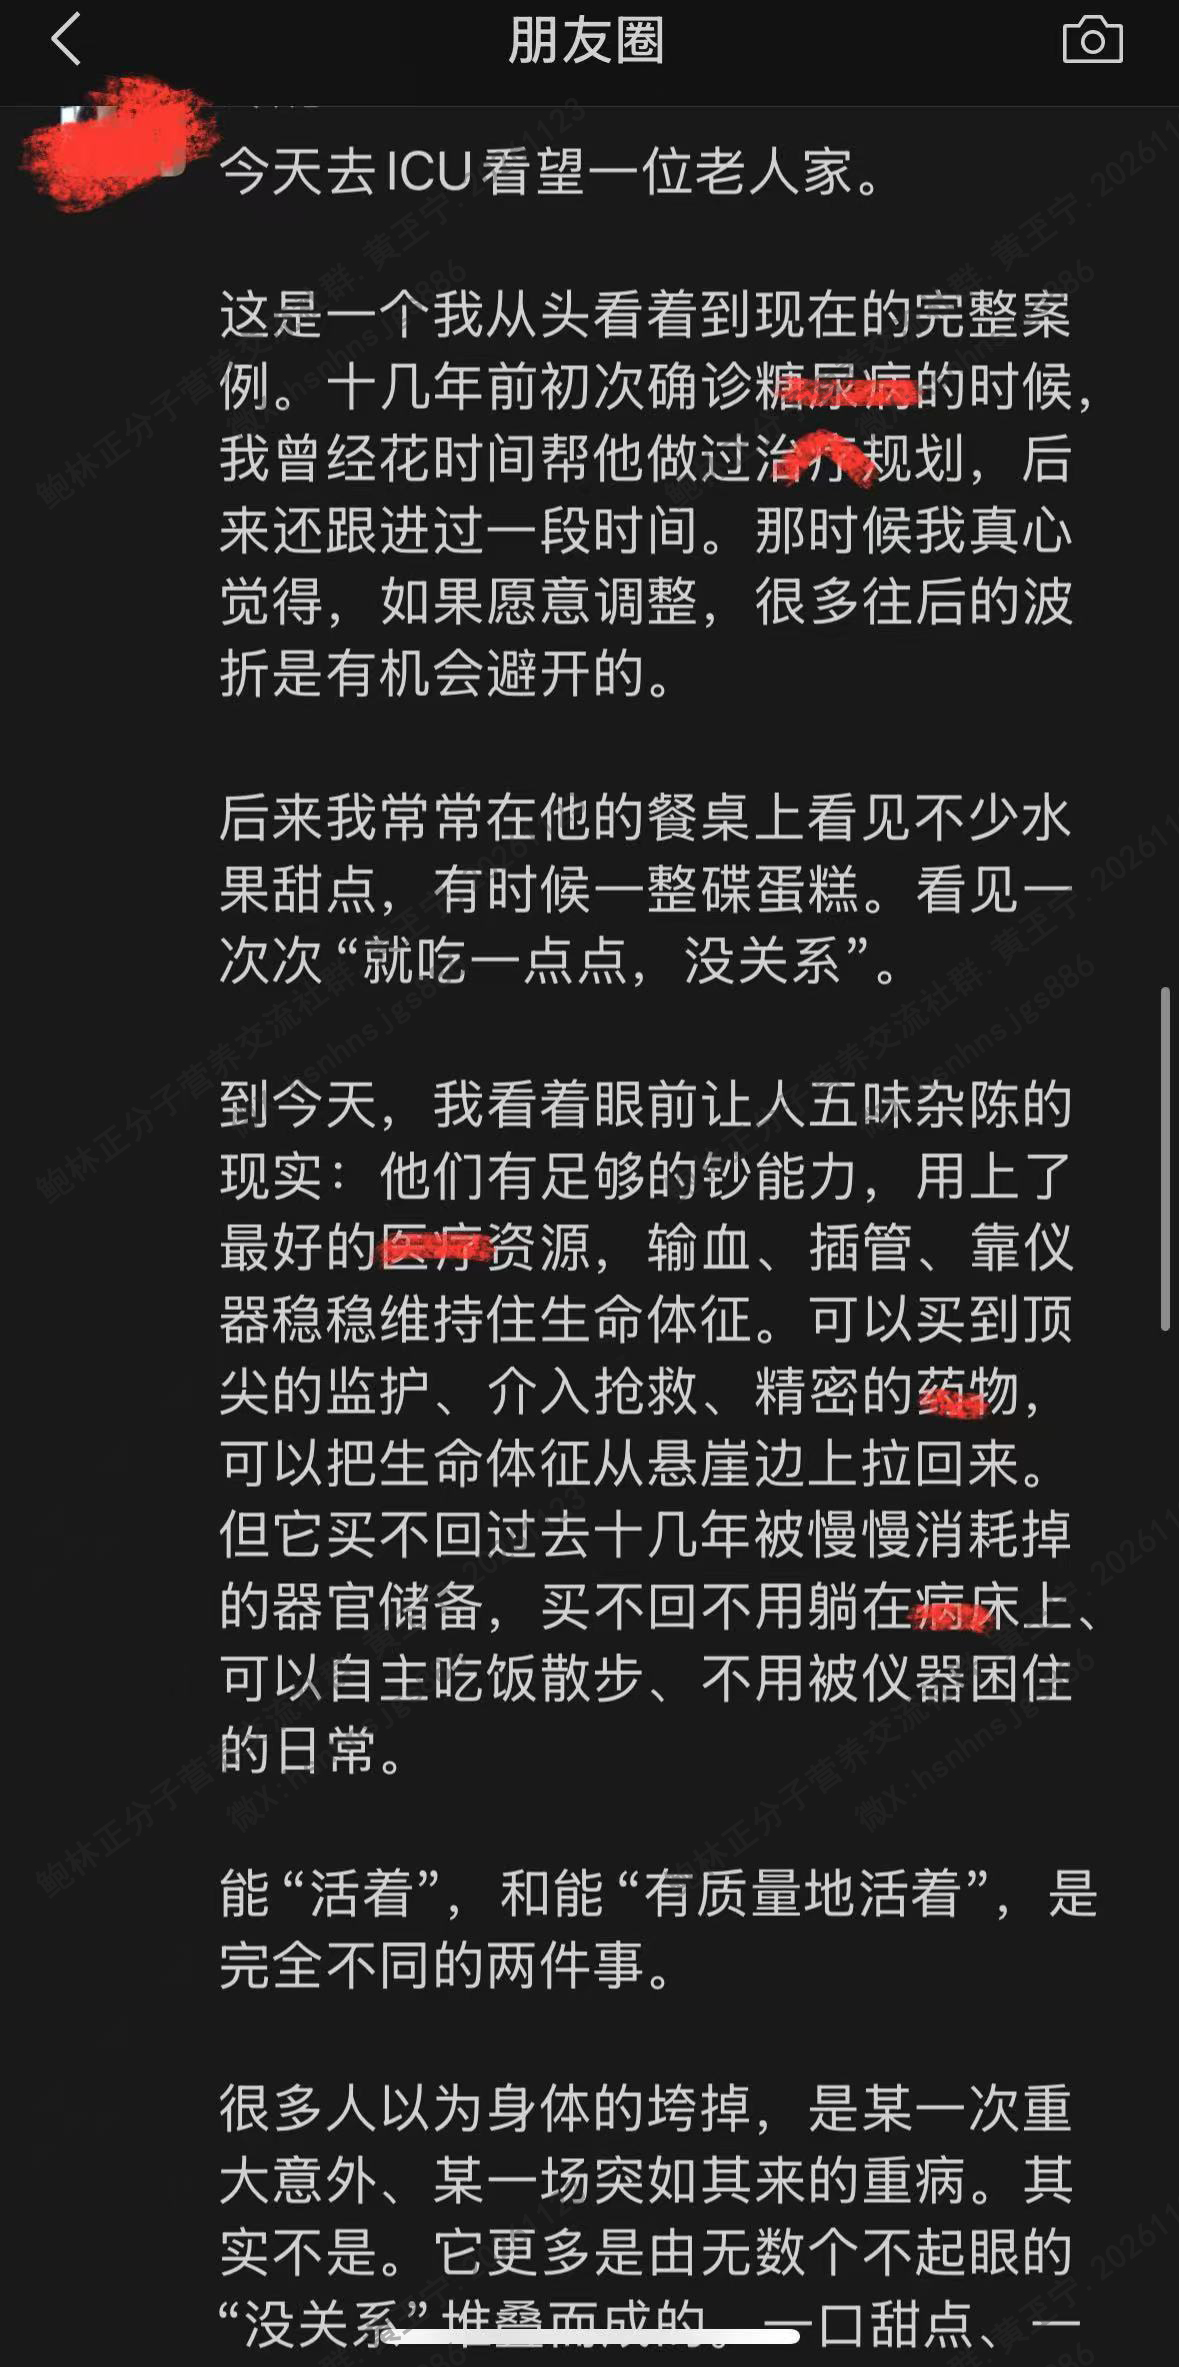 朋友圈
今天去ICU看望一位老人家。
这是一个我从头看着到现在的完整案
例。十几年前初次确诊糖尿病的时候，
我曾经花时间帮他做过治疗规划，后
来还跟进过一段时间。那时候我真心
觉得，如果愿意调整，很多往后的波
折是有机会避开的。
后来我常常在他的餐桌上看见不少水
果甜点，有时候一整碟蛋糕。看见一
次次“就吃一点点，没关系”。
到今天，我看着眼前让人五味杂陈的
现实：他们有足够的钞能力，用上了
最好的医疗资源，输血、插管、靠仪
器稳稳维持住生命体征。可以买到顶
尖的监护、介入抢救、精密的药物，
可以把生命体征从悬崖边上拉回来。
但它买不回过去十几年被慢慢消耗掉
的器官储备，买不回不用躺在病床上、
可以自主吃饭散步、不用被仪器困住
的日常。
能“活着”，和能“有质量地活着”，是
完全不同的两件事。
很多人以为身体的垮掉，是某一次重
大意外、某一场突如其来的重病。其
实不是。它更多是由无数个不起眼的
“没关系”堆叠而成的。一口甜点、一
鲍林正分子营养交流社群.黄玊宁.20261123
微X:hsnhnsjgs886